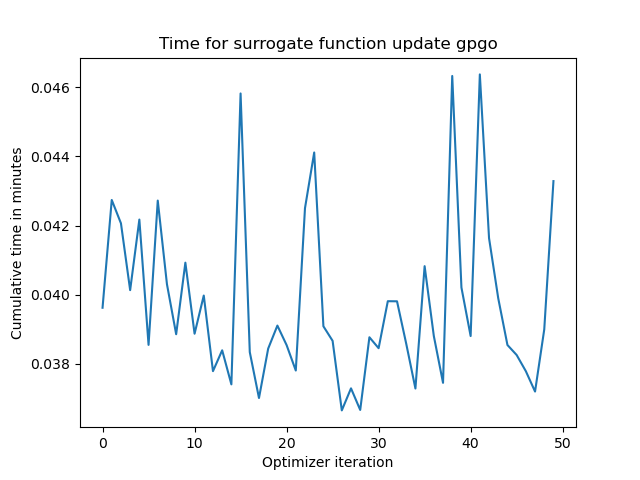 Time for surrogate function update gpgo
Cumulative time in minutes
0.046
0.044
0.042
0.040
0.038
0 10 20 30 40 50
Optimizer iteration